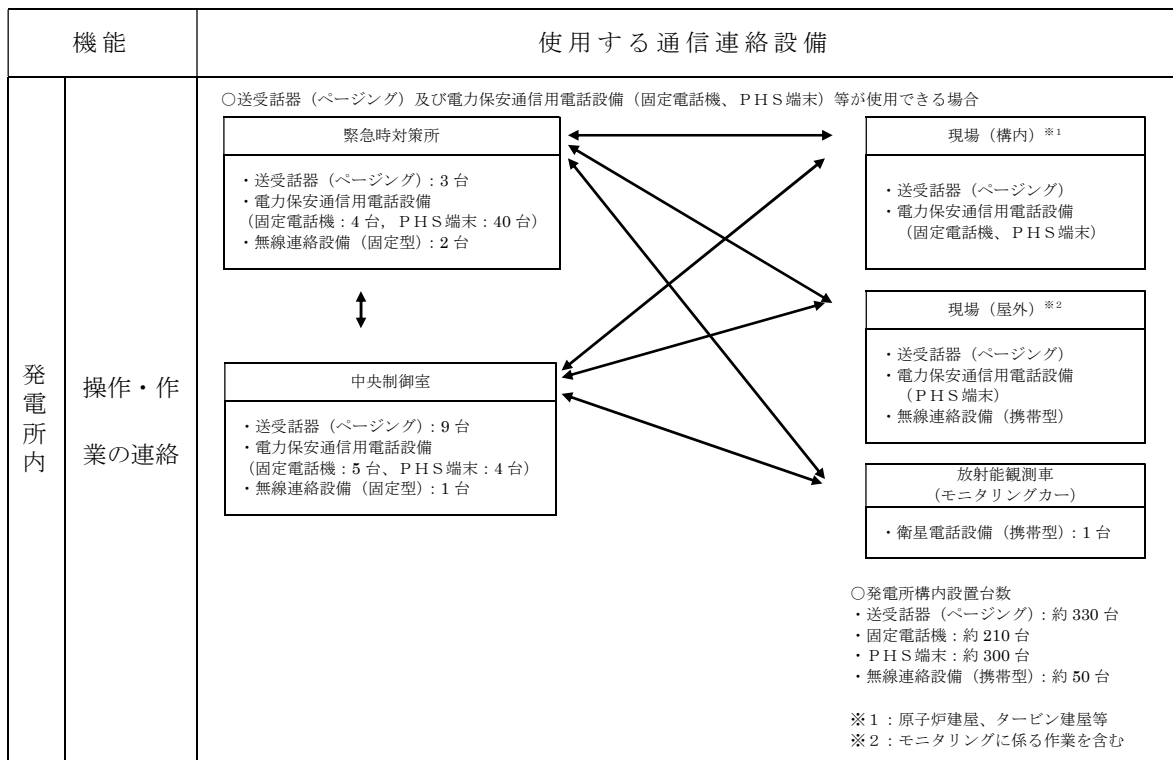 機能
使用する通信連絡設備
発電所内
操作・作
業の連絡
○送受話器（ページング）及び電力保安通信用電話設備（固定電話機、ＰＨＳ端末）等が使用できる場合
緊急時対策所
・送受話器（ページング）：3 台
・電力保安通信用電話設備
（固定電話機：4 台，ＰＨＳ端末：40 台）
・無線連絡設備（固定型）：2 台
中央制御室
・送受話器（ページング）：9 台
・電力保安通信用電話設備
（固定電話機：5 台、ＰＨＳ端末：4 台）
・無線連絡設備（固定型）：1 台
現場（構内）※1
・送受話器（ページング）
・電力保安通信用電話設備
（固定電話機、ＰＨＳ端末）
現場（屋外）※2
・送受話器（ページング）
・電力保安通信用電話設備
（ＰＨＳ端末）
・無線連絡設備（携帯型）
放射能観測車
（モニタリングカー）
・衛星電話設備（携帯型）：1 台
○発電所構内設置台数
・送受話器（ページング）：約 330 台
・固定電話機：約 210 台
・ＰＨＳ端末：約 300 台
・無線連絡設備（携帯型）：約 50 台
※１：原子炉建屋、タービン建屋等
※２：モニタリングに係る作業を含む